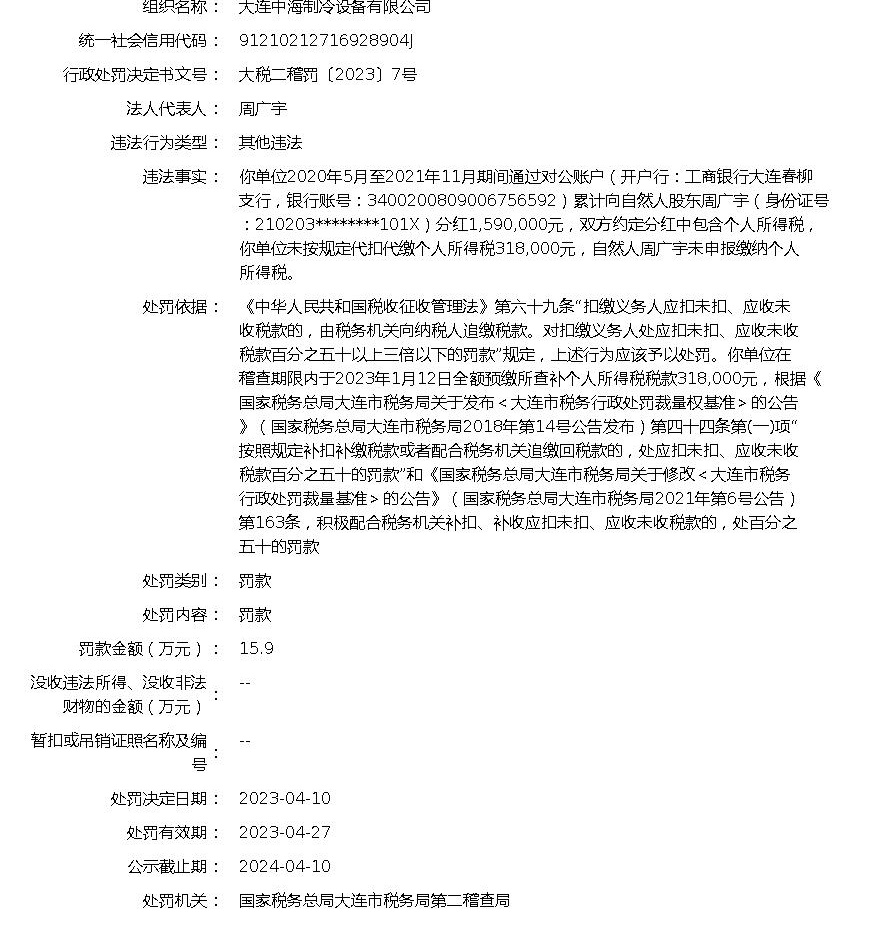 组织名称： 大连中海制冷设备有限公司
统一社会信用代码： 91210212716928904J
行政处罚决定书文号： 大税二稽罚〔2023〕7号
法人代表人： 周广宇
违法行为类型： 其他违法
违法事实： 你单位2020年5月至2021年11月期间通过对公账户（开户行：工商银行大连春柳
支行，银行账号：3400200809006756592）累计向自然人股东周广宇（身份证号
：210203********101X）分红1,590,000元，双方约定分红中包含个人所得税，
你单位未按规定代扣代缴个人所得税318,000元，自然人周广宇未申报缴纳个人
所得税。
处罚依据： 《中华人民共和国税收征收管理法》第六十九条“扣缴义务人应扣未扣、应收未
收税款的，由税务机关向纳税人追缴税款。对扣缴义务人处应扣未扣、应收未收
税款百分之五十以上三倍以下的罚款”规定，上述行为应该予以处罚。你单位在
稽查期限内于2023年1月12日全额预缴所查补个人所得税税款318,000元，根据《
国家税务总局大连市税务局关于发布＜大连市税务行政处罚裁量权基准＞的公告
》（国家税务总局大连市税务局2018年第14号公告发布）第四十四条第(一)项“
按照规定补扣补缴税款或者配合税务机关追缴回税款的，处应扣未扣、应收未收
税款百分之五十的罚款”和《国家税务总局大连市税务局关于修改＜大连市税务
行政处罚裁量基准＞的公告》（国家税务总局大连市税务局2021年第6号公告）
第163条，积极配合税务机关补扣、补收应扣未扣、应收未收税款的，处百分之
五十的罚款
处罚类别： 罚款
处罚内容： 罚款
罚款金额（万元）： 15.9
没收违法所得、没收非法
财物的金额（万元）： --
暂扣或吊销证照名称及编
号： --
处罚决定日期： 2023-04-10
处罚有效期： 2023-04-27
公示截止期： 2024-04-10
处罚机关： 国家税务总局大连市税务局第二稽查局